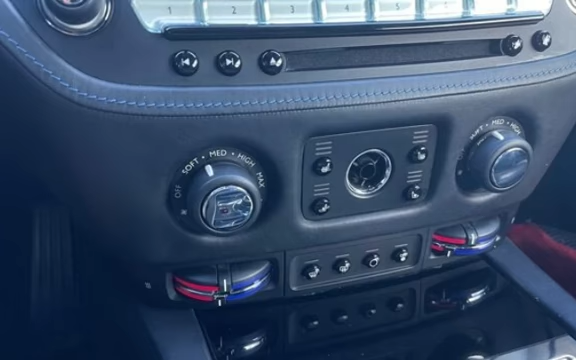 1 2 3 4 5
OFF SOFT • MED • HIGH MAX
SOFT • MED • HIGH